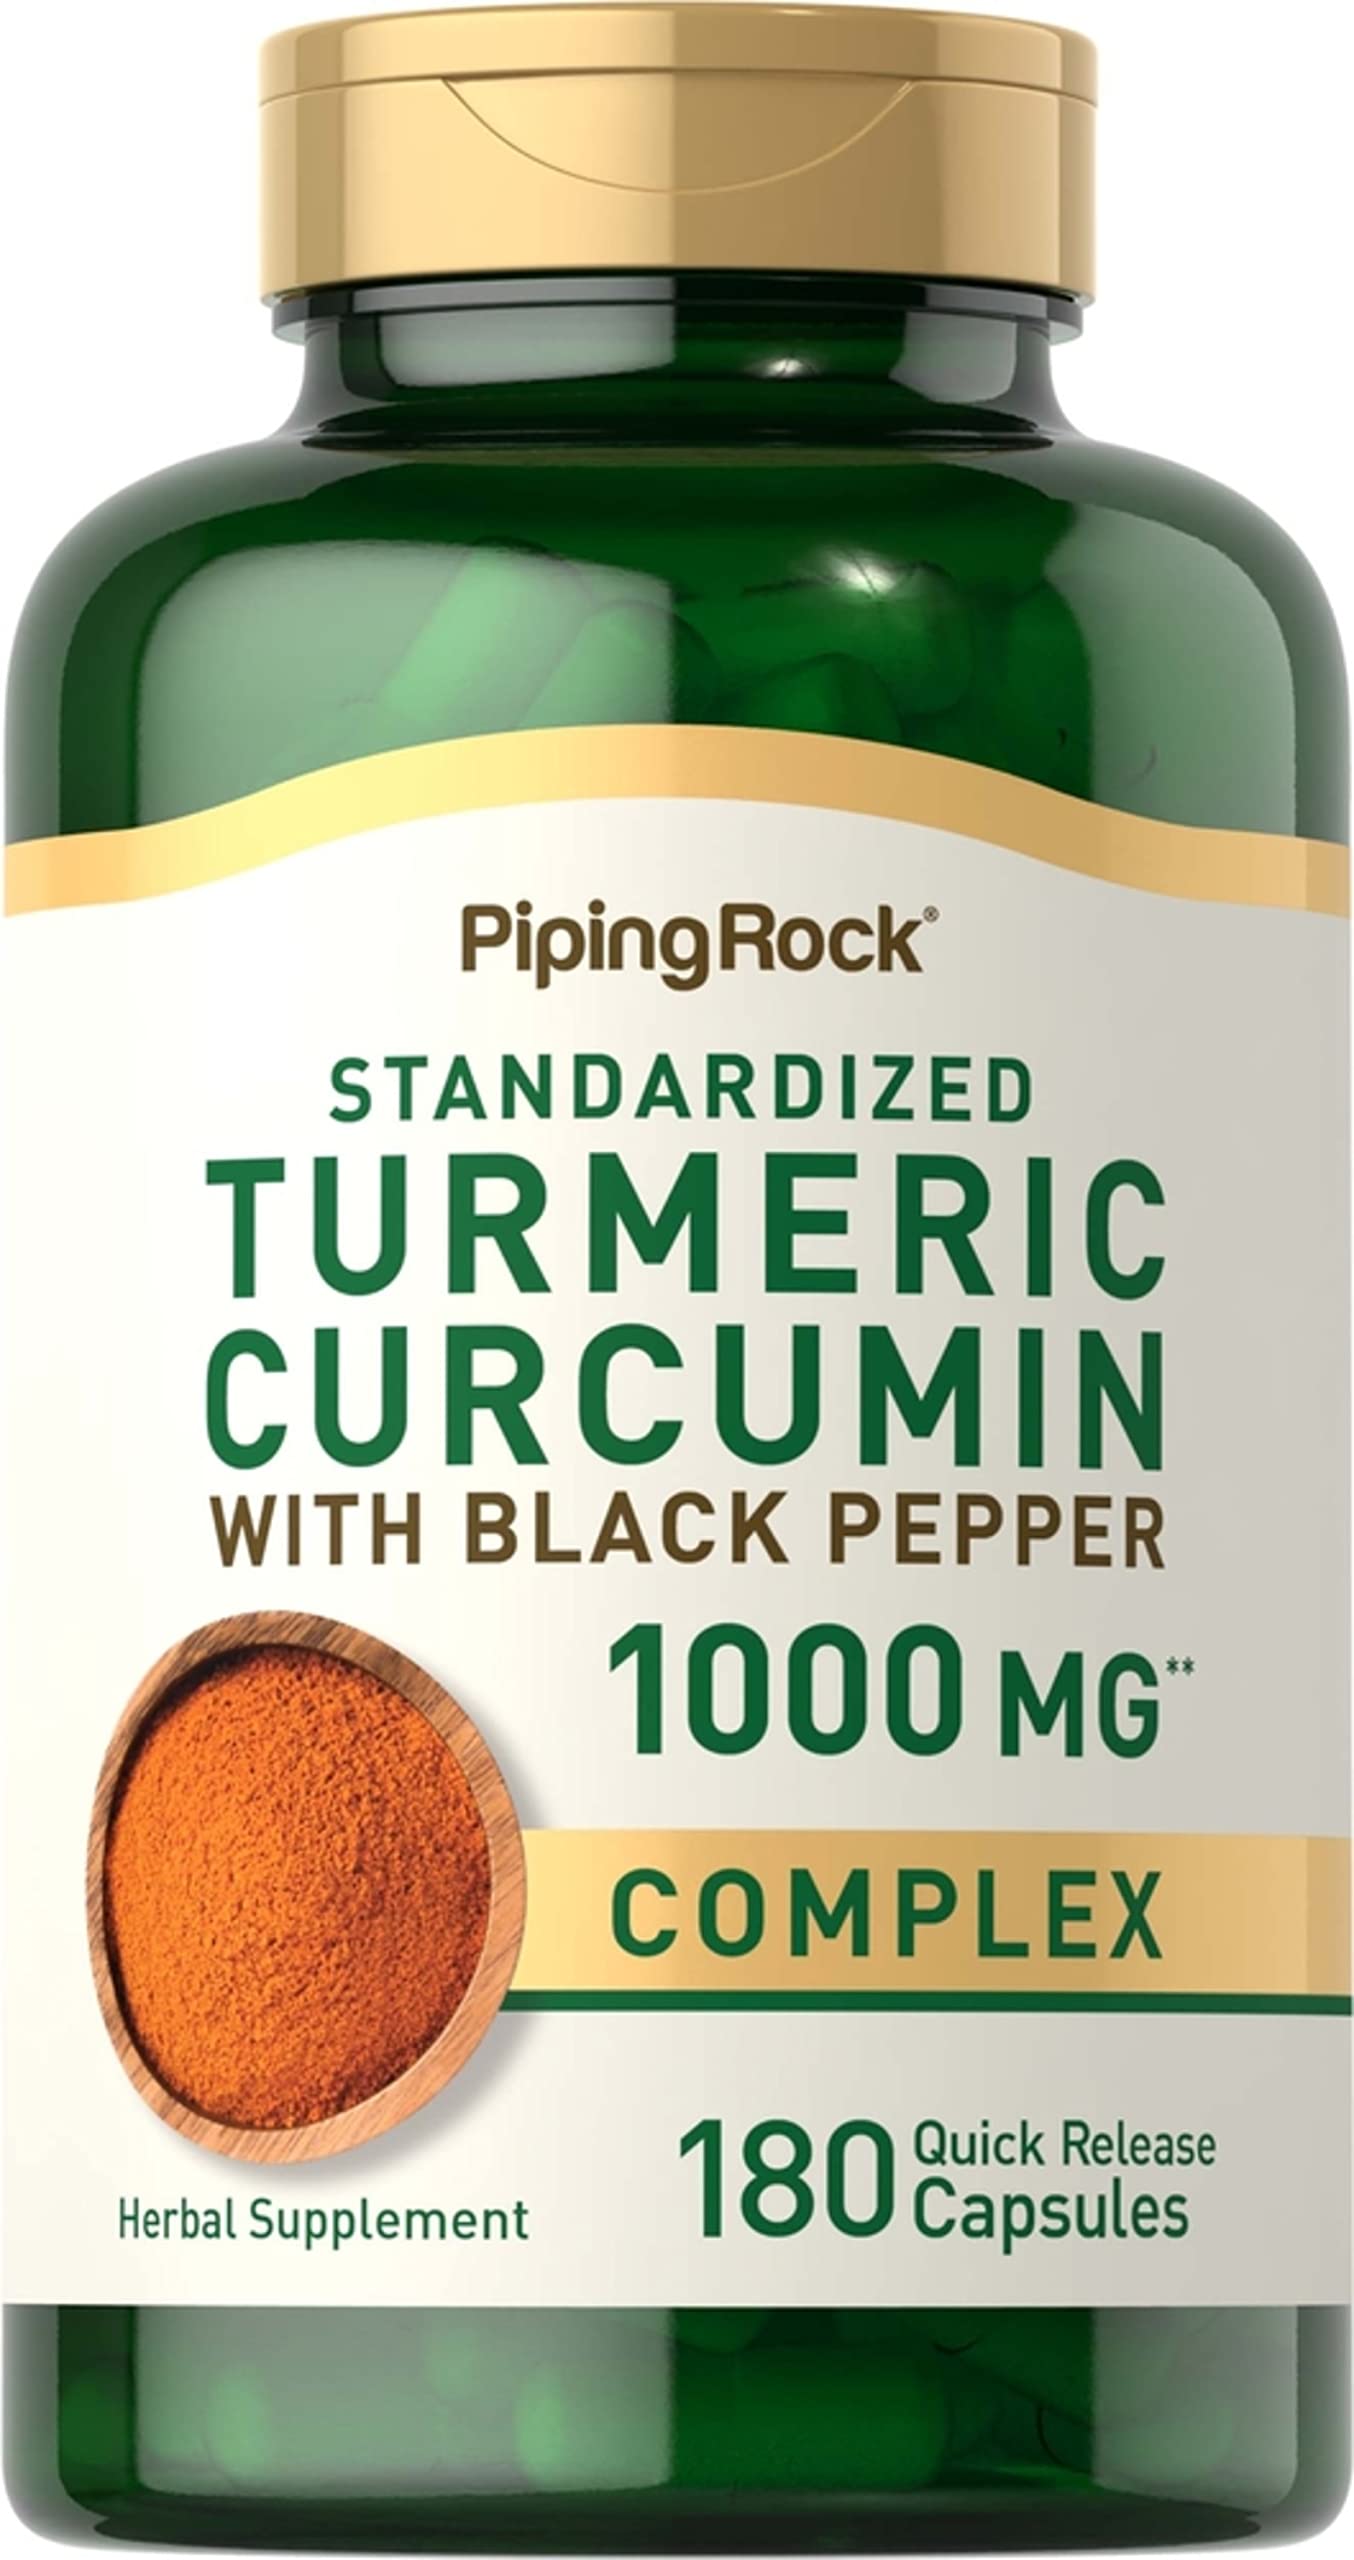 PipingRock®
STANDARDIZED
TURMERIC
CURCUMIN
WITH BLACK PEPPER
1000 MG**
COMPLEX
180 Quick Release
Capsules
Herbal Supplement